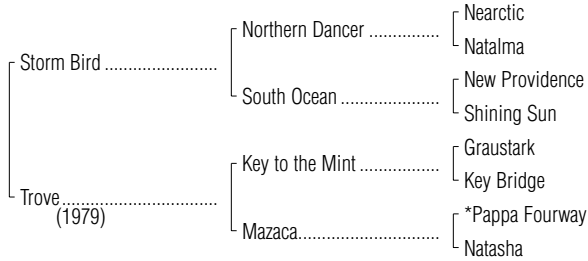 Nearctic
Northern Dancer ................
Natalma
Storm Bird ........................
New Providence
South Ocean ......................
Shining Sun
Graustark
Key to the Mint ..................
Key Bridge
Trove.................................
(1979)
*Pappa Fourway
Mazaca..............................
Natasha